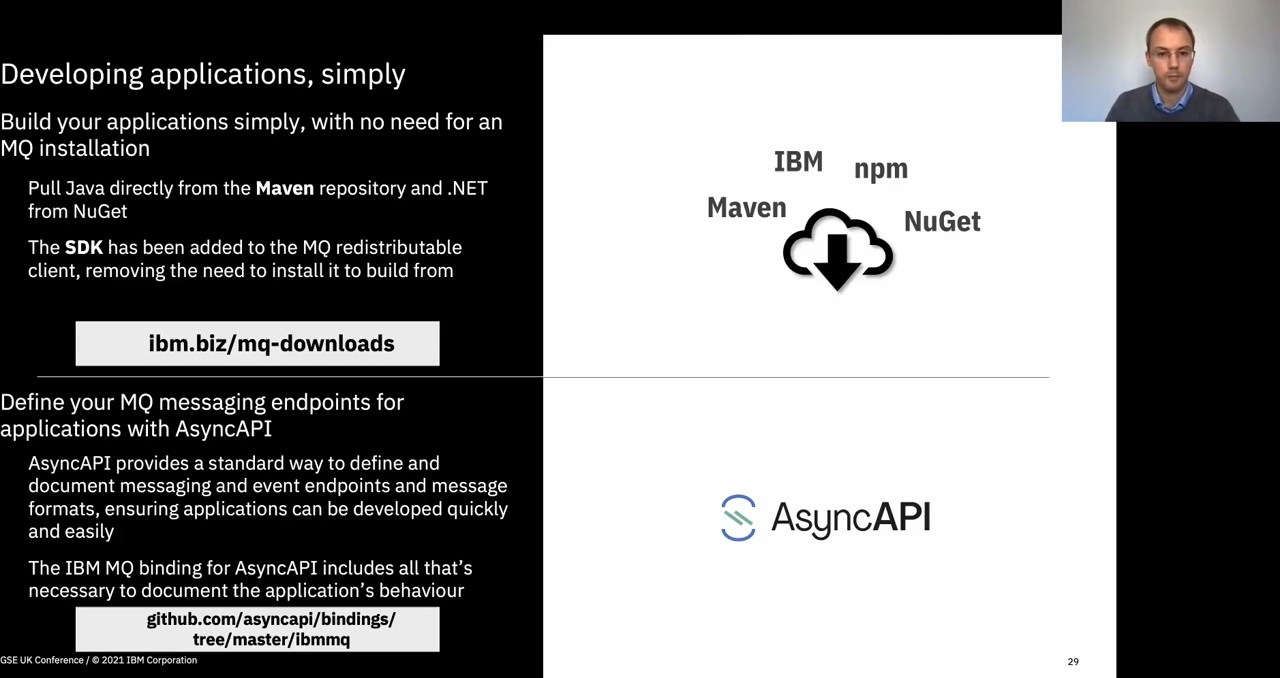 Developing applications, simply
Build your applications simply, with no need for an
MQ installation
Pull Java directly from the Maven repository and .NET
from NuGet
The SDK has been added to the MQ redistributable
client, removing the need to install it to build from
ibm.biz/mq-downloads
IBM
npm
Maven
NuGet
Define your MQ messaging endpoints for
applications with AsyncAPI
AsyncAPI provides a standard way to define and
document messaging and event endpoints and message
formats, ensuring applications can be developed quickly
and easily
The IBM MQ binding for AsyncAPI includes all that's
necessary to document the application's behaviour
github.com/asyncapi/bindings/
tree/master/ibmmq
AsyncAPI
GSE UK Conference / © 2021 IBM Corporation
29